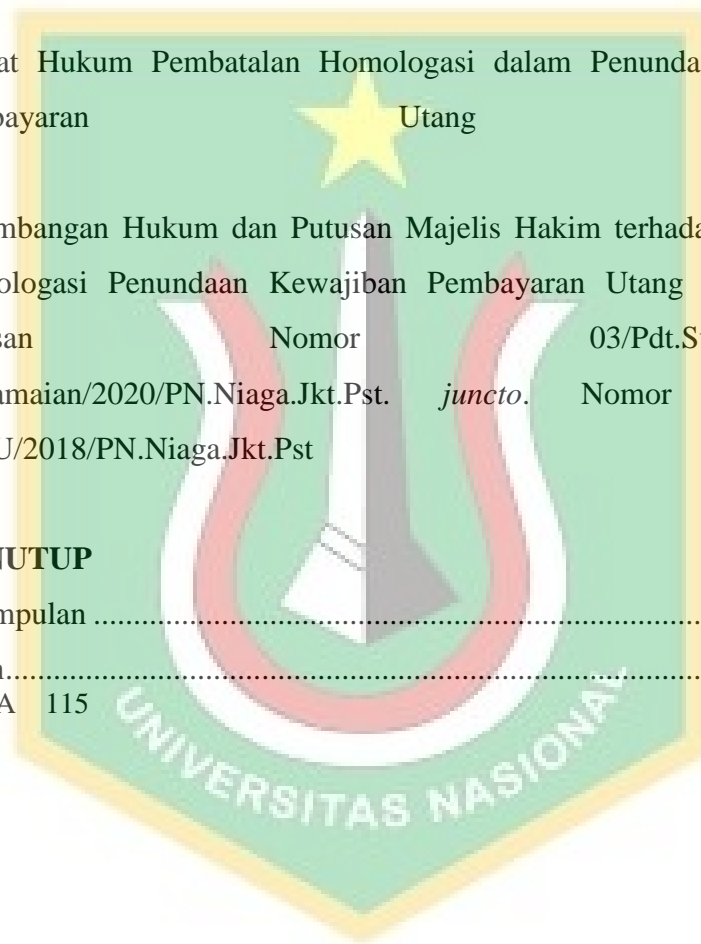 at Hukum Pembatalan Homologasi dalam Penunda
bayaran Utang
mbangan Hukum dan Putusan Majelis Hakim terhada
ologasi Penundaan Kewajiban Pembayaran Utang
san Nomor 03/Pdt.S
amaian/2020/PN.Niaga.Jkt.Pst. juncto. Nomor
U/2018/PN.Niaga.Jkt.Pst
NUTUP
mpulan ........................................................................
n...................................................................................
A 115
UNIVERSITAS NASIONAL